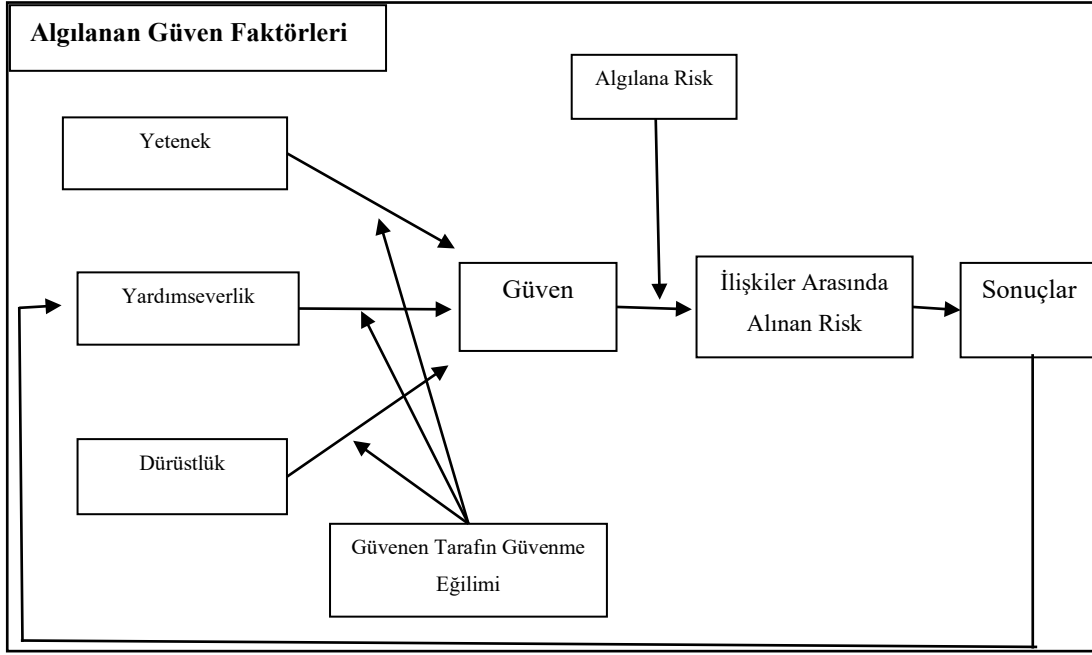 Algılanan Güven Faktörleri
Algılana Risk
Yetenek
Yardımseverlik
Güven
İlişkiler Arasında
Alınan Risk
Sonuçlar
Dürüstlük
Güvenen Tarafın Güvenme
Eğilimi